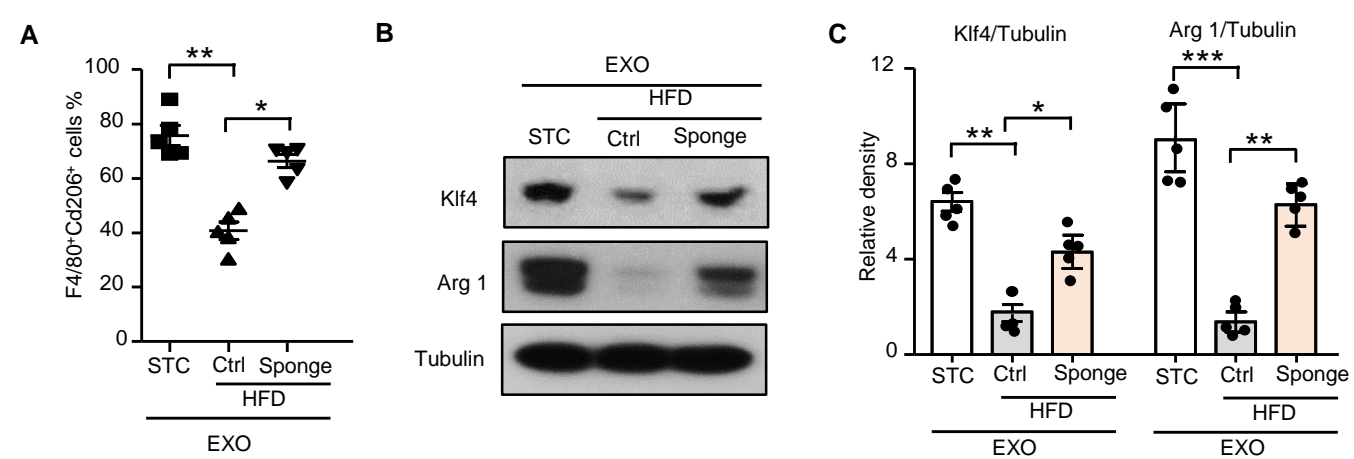 A
F4/80⁺Cd206⁺ cells %
100
80
60
40
20
0
**
*
STC
Ctrl
Sponge
HFD
EXO
B
EXO
HFD
STC
Ctrl
Sponge
Klf4
Arg 1
Tubulin
C
Klf4/Tubulin
Arg 1/Tubulin
Relative density
12
8
4
0
**
*
***
**
STC
Ctrl
Sponge
STC
Ctrl
Sponge
HFD
HFD
EXO
EXO